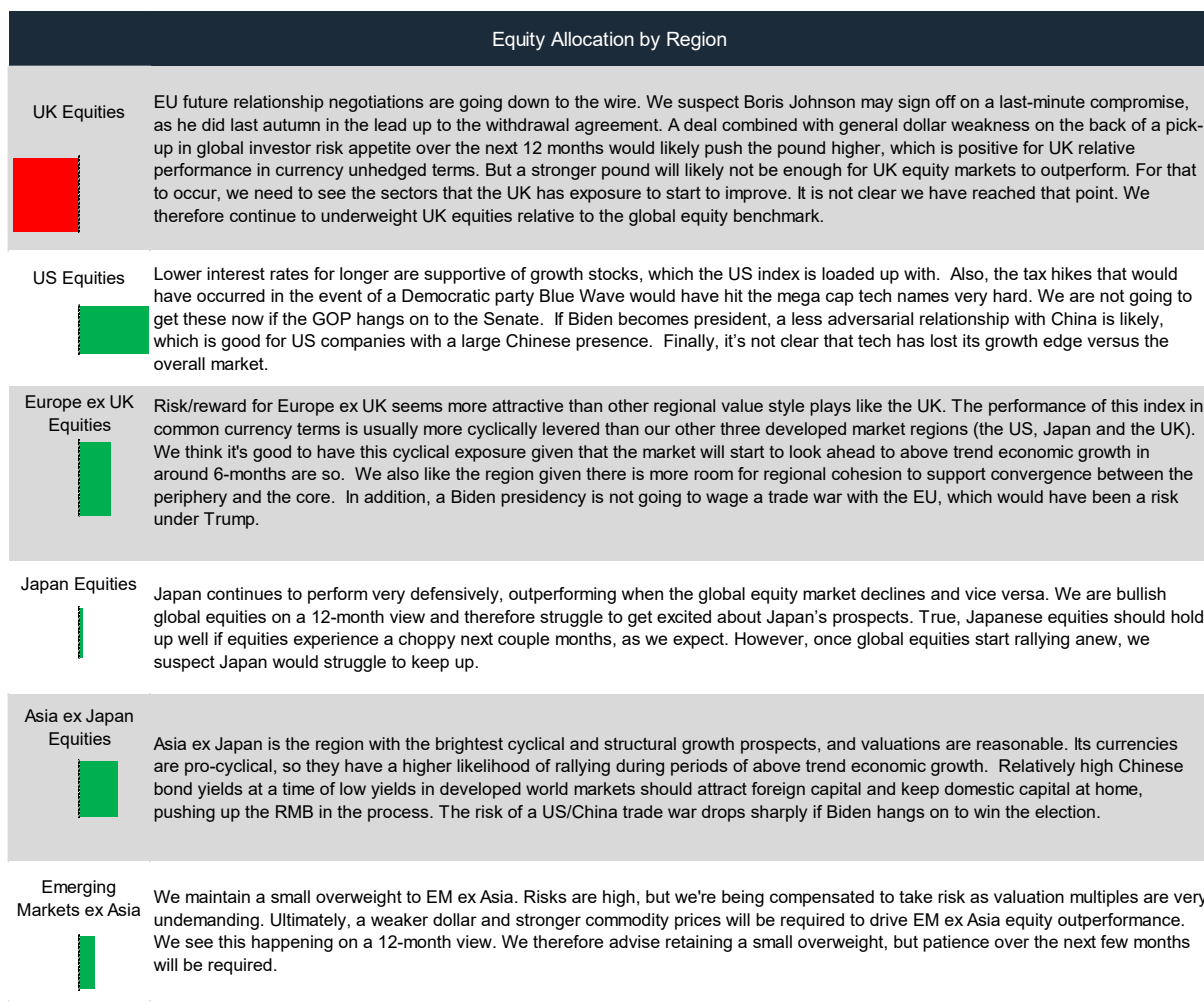 Equity Allocation by Region
UK Equities
EU future relationship negotiations are going down to the wire. We suspect Boris Johnson may sign off on a last-minute compromise,
as he did last autumn in the lead up to the withdrawal agreement. A deal combined with general dollar weakness on the back of a pick-
up in global investor risk appetite over the next 12 months would likely push the pound higher, which is positive for UK relative
performance in currency unhedged terms. But a stronger pound will likely not be enough for UK equity markets to outperform. For that
to occur, we need to see the sectors that the UK has exposure to start to improve. It is not clear we have reached that point. We
therefore continue to underweight UK equities relative to the global equity benchmark.
US Equities
Lower interest rates for longer are supportive of growth stocks, which the US index is loaded up with.  Also, the tax hikes that would
have occurred in the event of a Democratic party Blue Wave would have hit the mega cap tech names very hard. We are not going to
get these now if the GOP hangs on to the Senate.  If Biden becomes president, a less adversarial relationship with China is likely,
which is good for US companies with a large Chinese presence.  Finally, it's not clear that tech has lost its growth edge versus the
overall market.
Europe ex UK
Equities
Risk/reward for Europe ex UK seems more attractive than other regional value style plays like the UK. The performance of this index in
common currency terms is usually more cyclically levered than our other three developed market regions (the US, Japan and the UK).
We think it's good to have this cyclical exposure given that the market will start to look ahead to above trend economic growth in
around 6-months are so.  We also like the region given there is more room for regional cohesion to support convergence between the
periphery and the core.  In addition, a Biden presidency is not going to wage a trade war with the EU, which would have been a risk
under Trump.
Japan Equities
Japan continues to perform very defensively, outperforming when the global equity market declines and vice versa. We are bullish
global equities on a 12-month view and therefore struggle to get excited about Japan's prospects. True, Japanese equities should hold
up well if equities experience a choppy next couple months, as we expect. However, once global equities start rallying anew, we
suspect Japan would struggle to keep up.
Asia ex Japan
Equities
Asia ex Japan is the region with the brightest cyclical and structural growth prospects, and valuations are reasonable. Its currencies
are pro-cyclical, so they have a higher likelihood of rallying during periods of above trend economic growth.  Relatively high Chinese
bond yields at a time of low yields in developed world markets should attract foreign capital and keep domestic capital at home,
pushing up the RMB in the process. The risk of a US/China trade war drops sharply if Biden hangs on to win the election.
Emerging
Markets ex Asia
We maintain a small overweight to EM ex Asia. Risks are high, but we're being compensated to take risk as valuation multiples are very
undemanding. Ultimately, a weaker dollar and stronger commodity prices will be required to drive EM ex Asia equity outperformance.
We see this happening on a 12-month view. We therefore advise retaining a small overweight, but patience over the next few months
will be required.